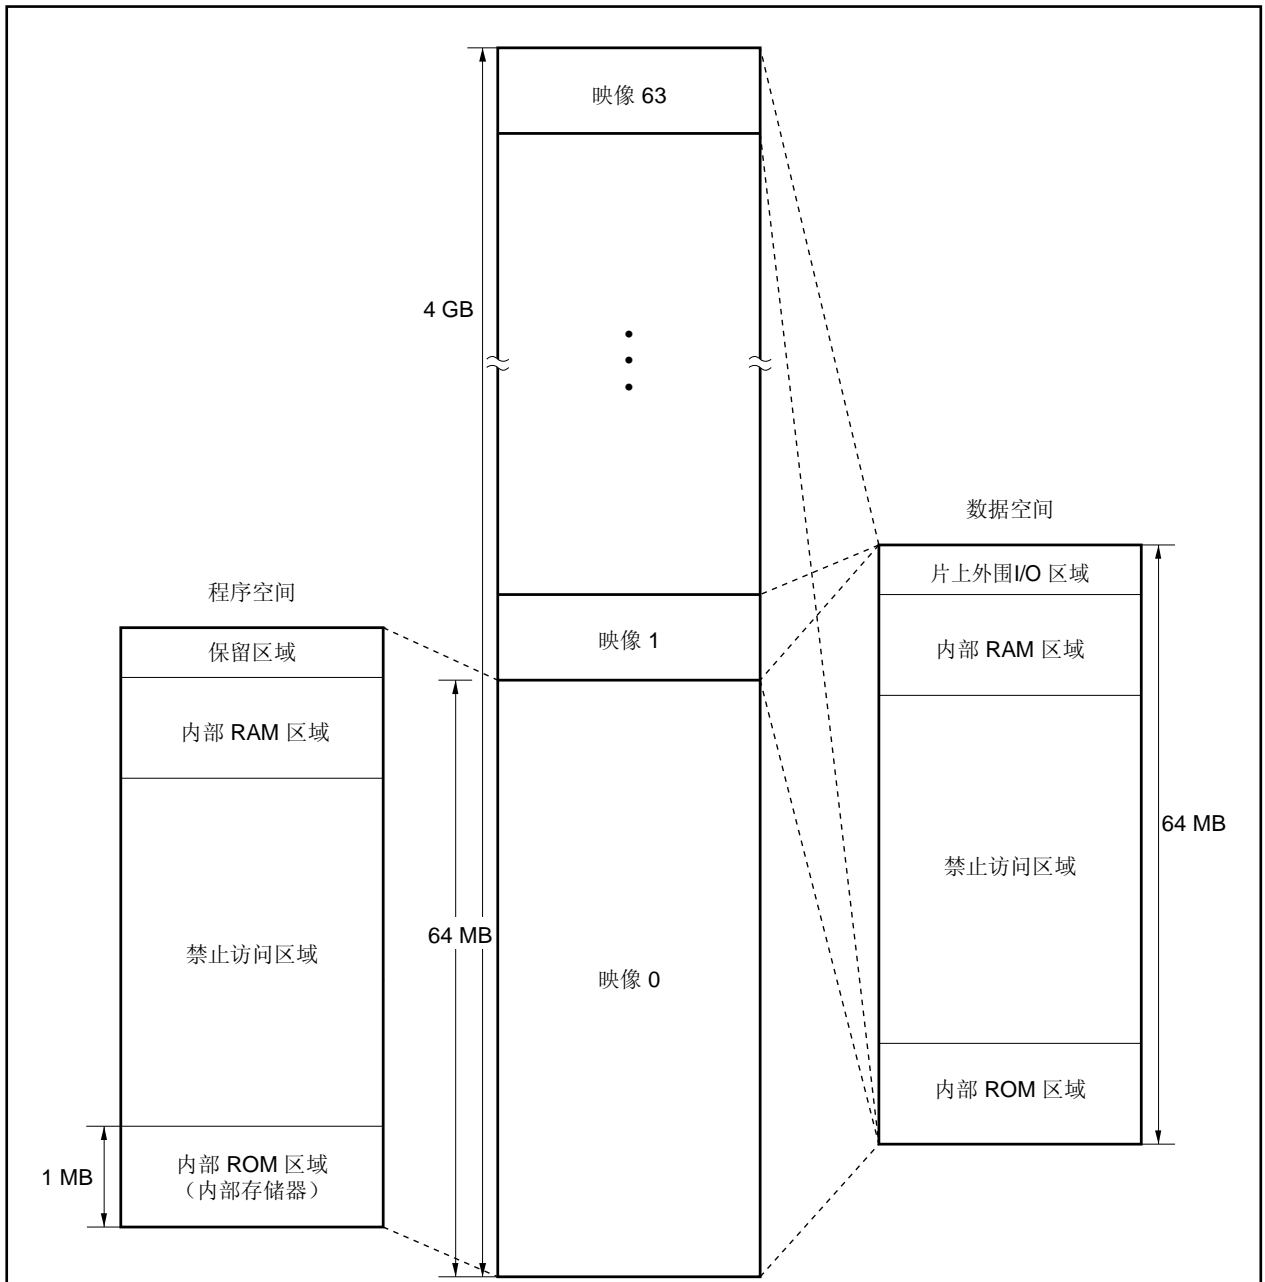 映像 63
4 GB
数据空间
片上外围I/O 区域
程序空间
保留区域
映像 1
内部 RAM 区域
内部 RAM 区域
64 MB
禁止访问区域
64 MB
禁止访问区域
映像 0
内部 ROM 区域
1 MB
内部 ROM 区域
（内部存储器）